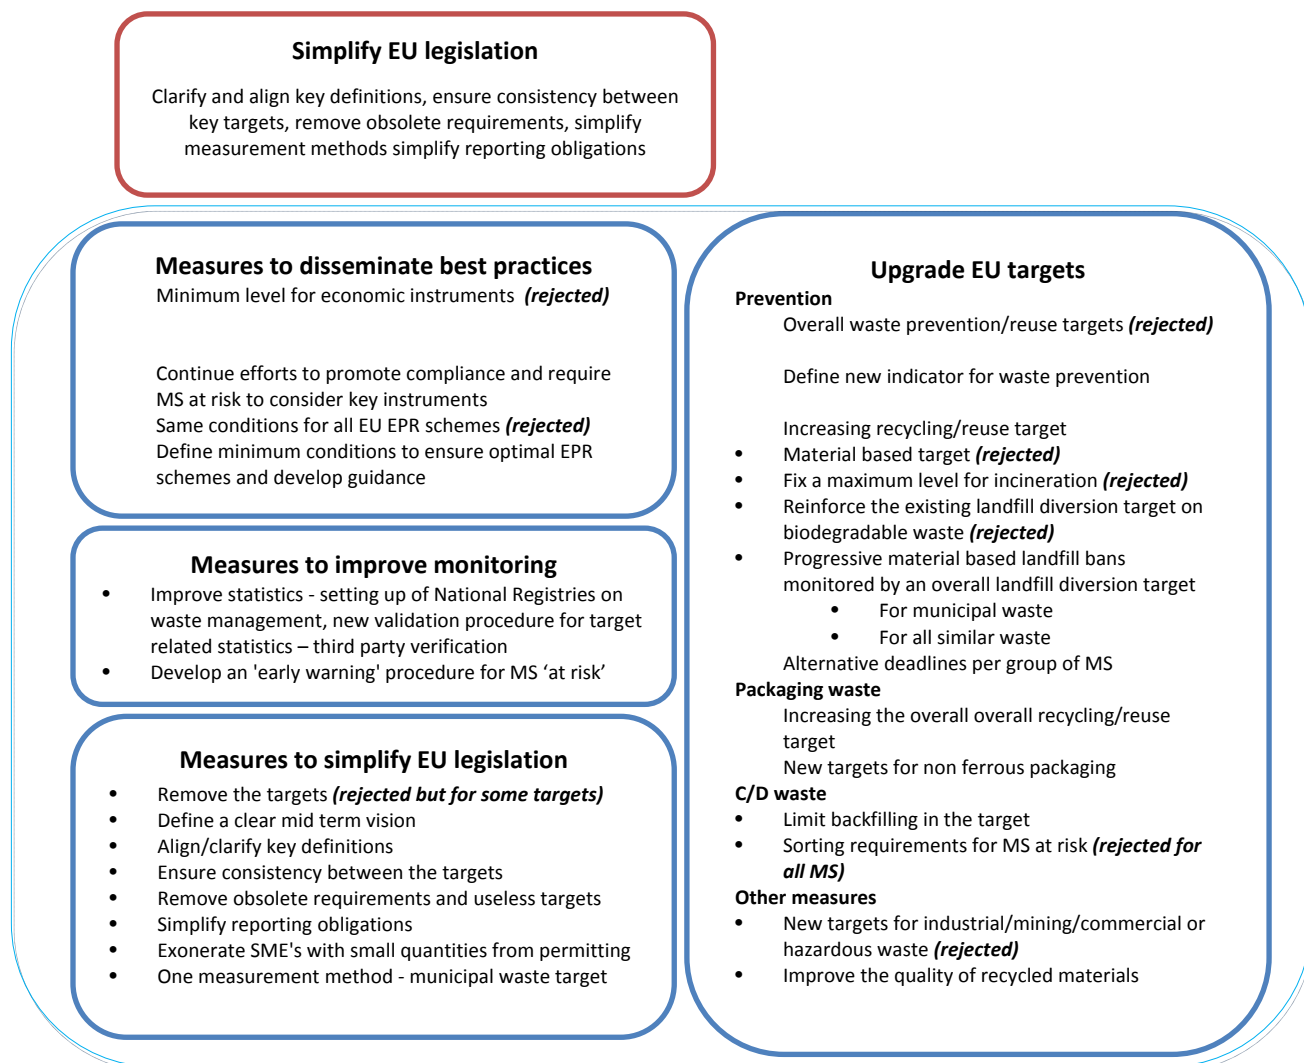 Simplify EU legislation
Clarify and align key definitions, ensure consistency between
key targets, remove obsolete requirements, simplify
measurement methods simplify reporting obligations
Measures to disseminate best practices
Minimum level for economic instruments (rejected)
Continue efforts to promote compliance and require
MS at risk to consider key instruments
Same conditions for all EU EPR schemes (rejected)
Define minimum conditions to ensure optimal EPR
schemes and develop guidance
Measures to improve monitoring
• Improve statistics - setting up of National Registries on
waste management, new validation procedure for target
related statistics – third party verification
• Develop an 'early warning' procedure for MS ‘at risk’
Measures to simplify EU legislation
• Remove the targets (rejected but for some targets)
• Define a clear mid term vision
• Align/clarify key definitions
• Ensure consistency between the targets
• Remove obsolete requirements and useless targets
• Simplify reporting obligations
• Exonerate SME's with small quantities from permitting
• One measurement method - municipal waste target
Upgrade EU targets
Prevention
Overall waste prevention/reuse targets (rejected)
Define new indicator for waste prevention
Increasing recycling/reuse target
• Material based target (rejected)
• Fix a maximum level for incineration (rejected)
• Reinforce the existing landfill diversion target on
biodegradable waste (rejected)
• Progressive material based landfill bans
monitored by an overall landfill diversion target
• For municipal waste
• For all similar waste
Alternative deadlines per group of MS
Packaging waste
Increasing the overall overall recycling/reuse
target
New targets for non ferrous packaging
C/D waste
• Limit backfilling in the target
• Sorting requirements for MS at risk (rejected for
all MS)
Other measures
• New targets for industrial/mining/commercial or
hazardous waste (rejected)
• Improve the quality of recycled materials